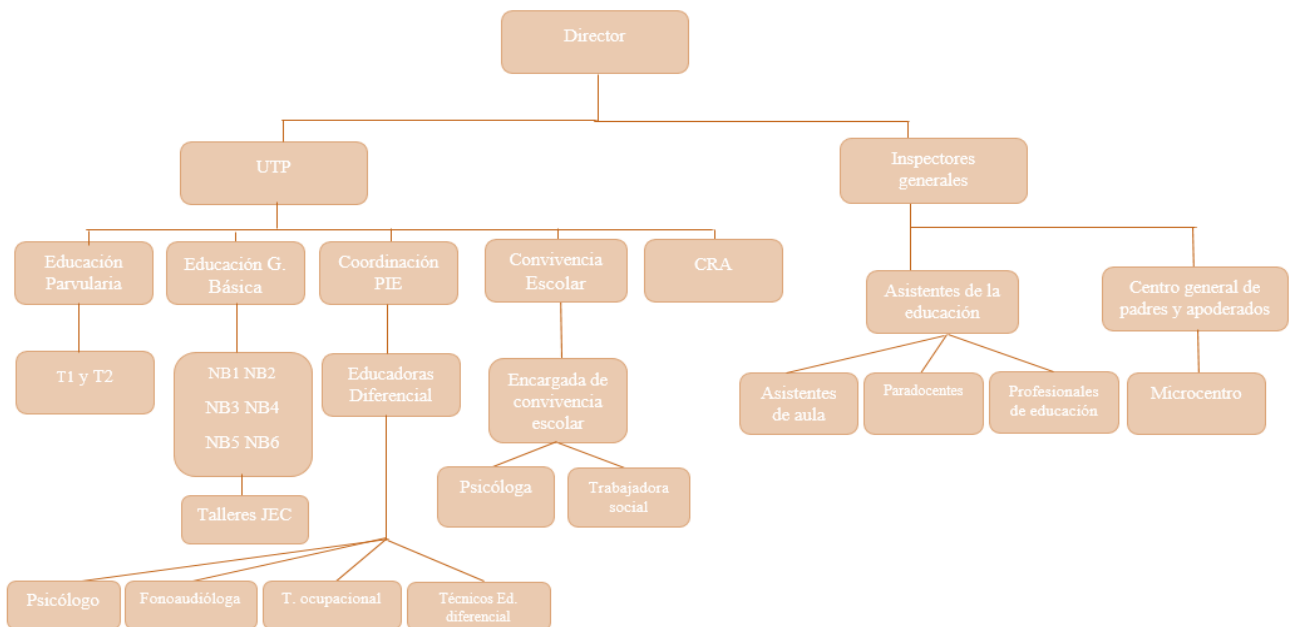 Director
UTP
Inspectores
generales
Educación
Parvularia
Educación G.
Básica
Coordinación
PIE
Convivencia
Escolar
CRA
Asistentes de la
educación
Centro general de
padres y apoderados
T1 y T2
NB1 NB2
NB3 NB4
NB5 NB6
Educadoras
Diferencial
Encargada de
convivencia
escolar
Asistentes
de aula
Paradocentes
Profesionales
de educación
Microcentro
Talleres JEC
Psicóloga
Trabajadora
social
Psicólogo
Fonoaudióloga
T. ocupacional
Técnicos Ed.
diferencial